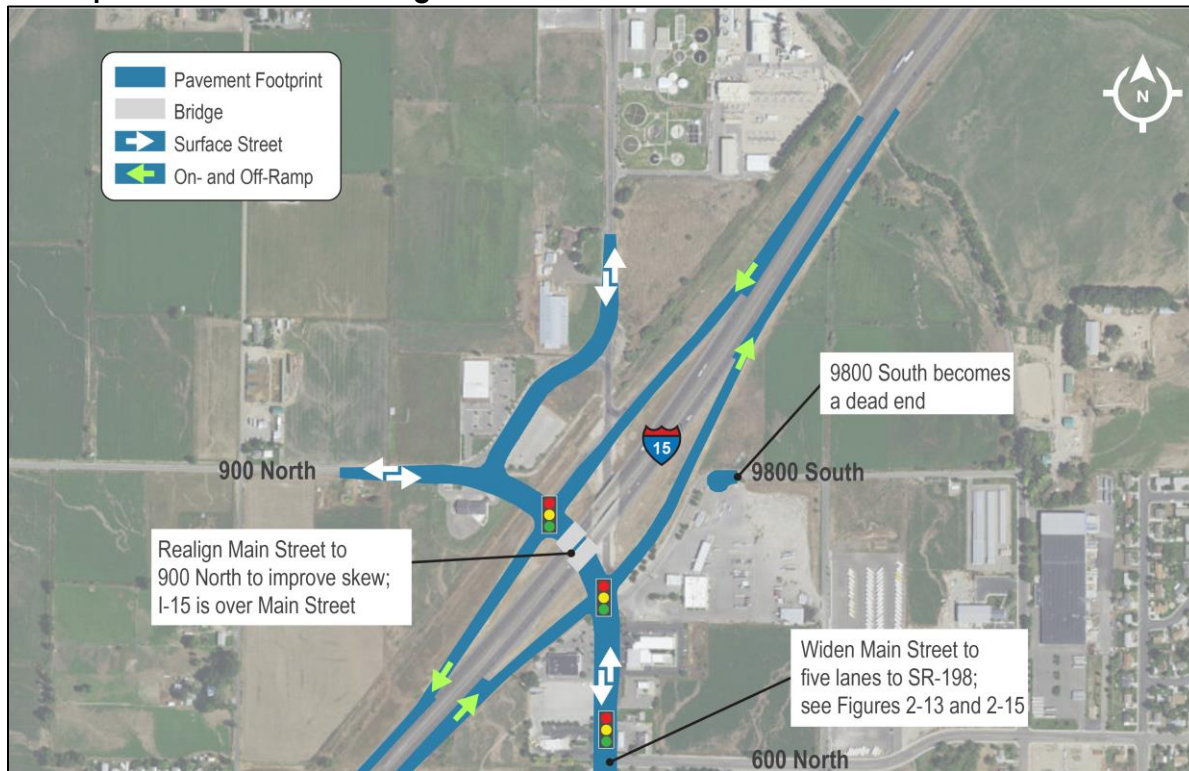 Pavement Footprint
Bridge
Surface Street
On- and Off-Ramp
N
9800 South becomes
a dead end
15
900 North
9800 South
Realign Main Street to
900 North to improve skew;
I-15 is over Main Street
Widen Main Street to
five lanes to SR-198;
see Figures 2-13 and 2-15
600 North